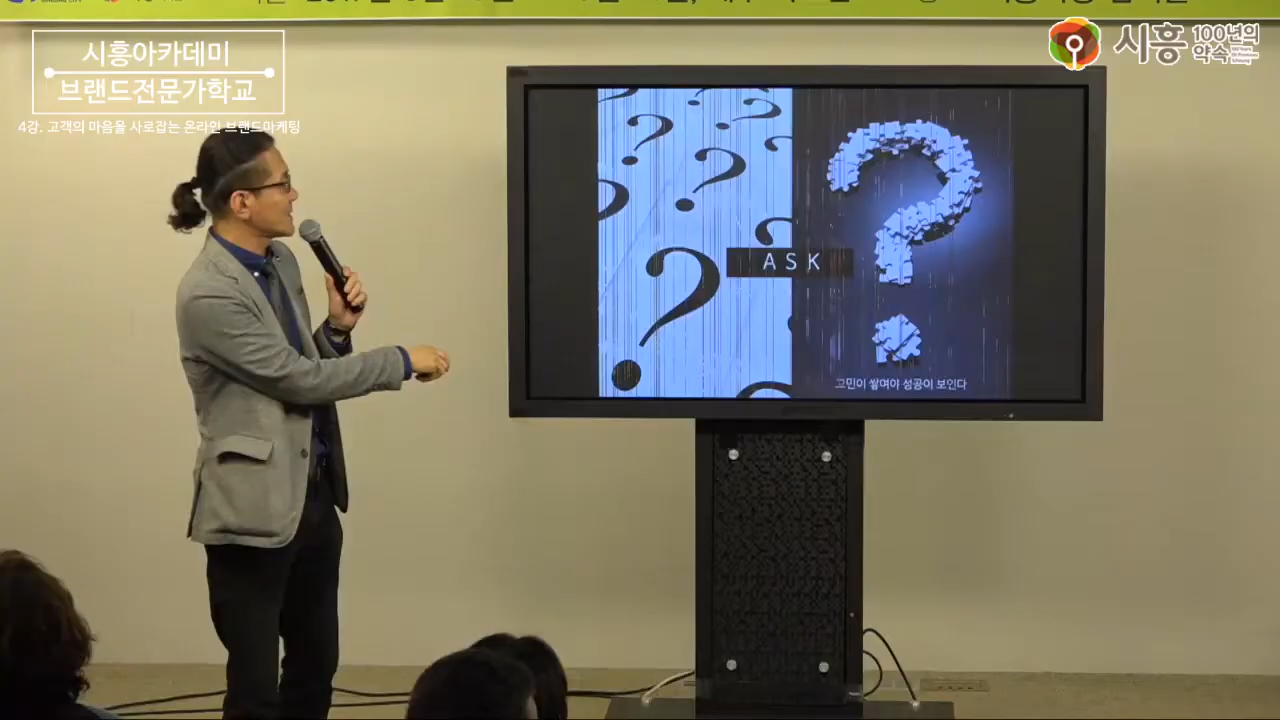 시흥아카데미
브랜드전문가학교
4강. 고객의 마음을 사로잡는 온라인 브랜드마케팅
시흥 100년의 약속
ASK
고민이 쌓여야 성공이 보인다